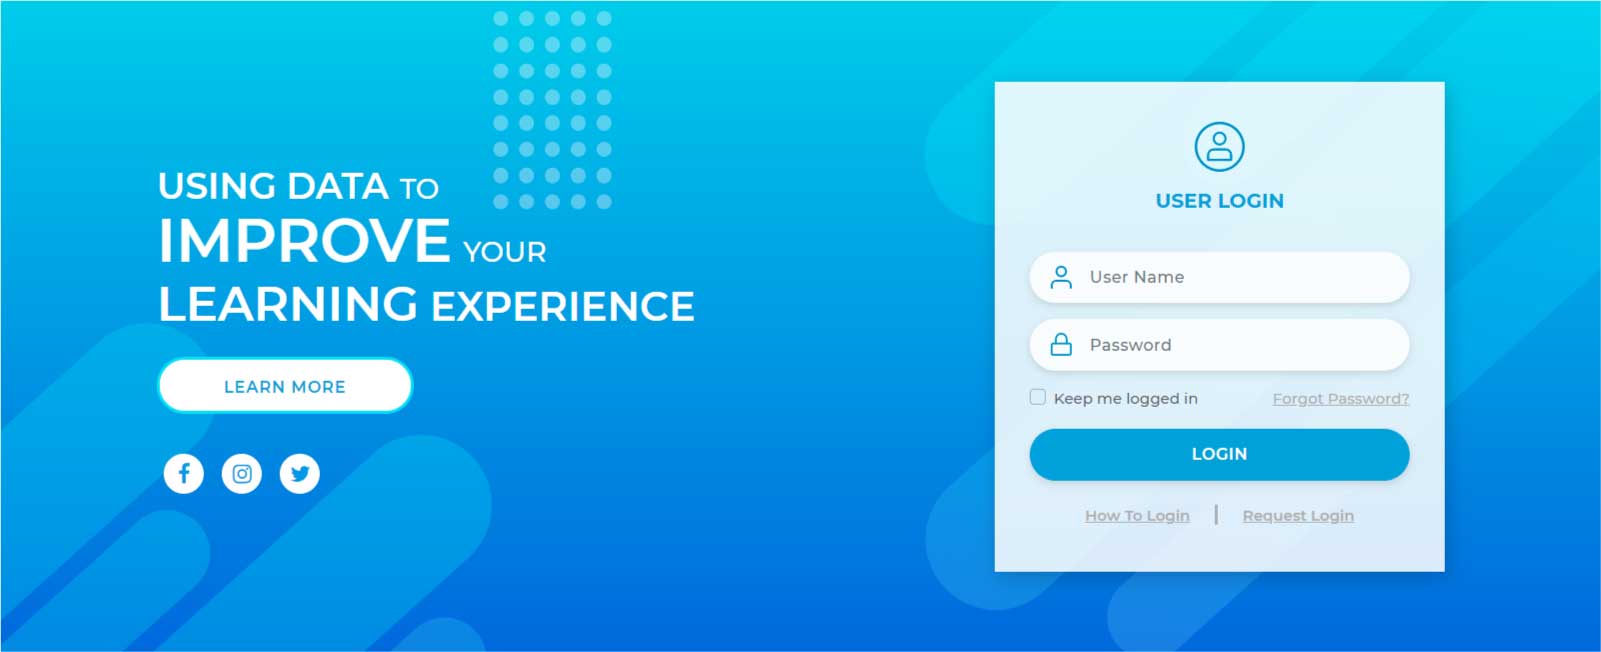 USING DATA TO
IMPROVE YOUR
LEARNING EXPERIENCE
LEARN MORE
USER LOGIN
User Name
Password
Keep me logged in
Forgot Password?
LOGIN
How To Login | Request Login